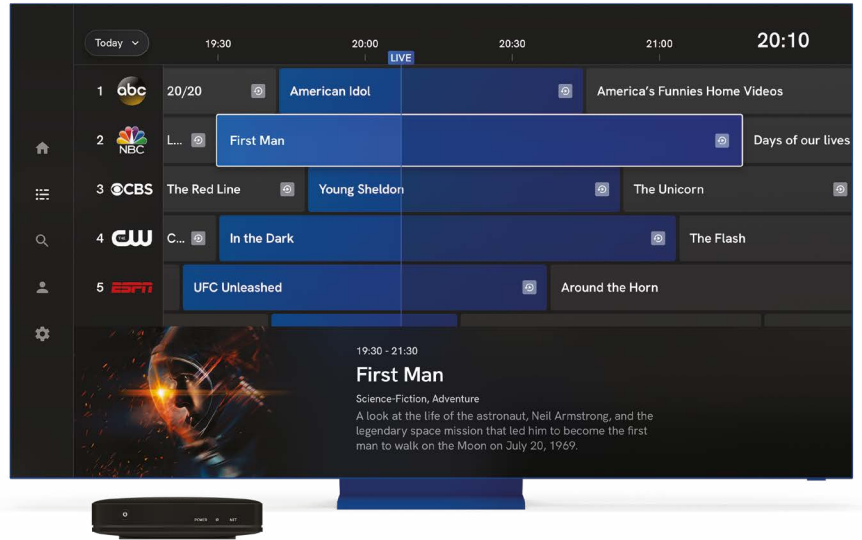 Today 19:30 20:00 20:30 21:00 20:10
LIVE
1 abc 20/20 American Idol America's Funnies Home Videos
2 NBC L... First Man Days of our lives
3 CBS The Red Line Young Sheldon The Unicorn
4 THE CW C... In the Dark The Flash
5 ESPN UFC Unleashed Around the Horn
19:30 - 21:30
First Man
Science-Fiction, Adventure
A look at the life of the astronaut, Neil Armstrong, and the
legendary space mission that led him to become the first
man to walk on the Moon on July 20, 1969.
POWER NET